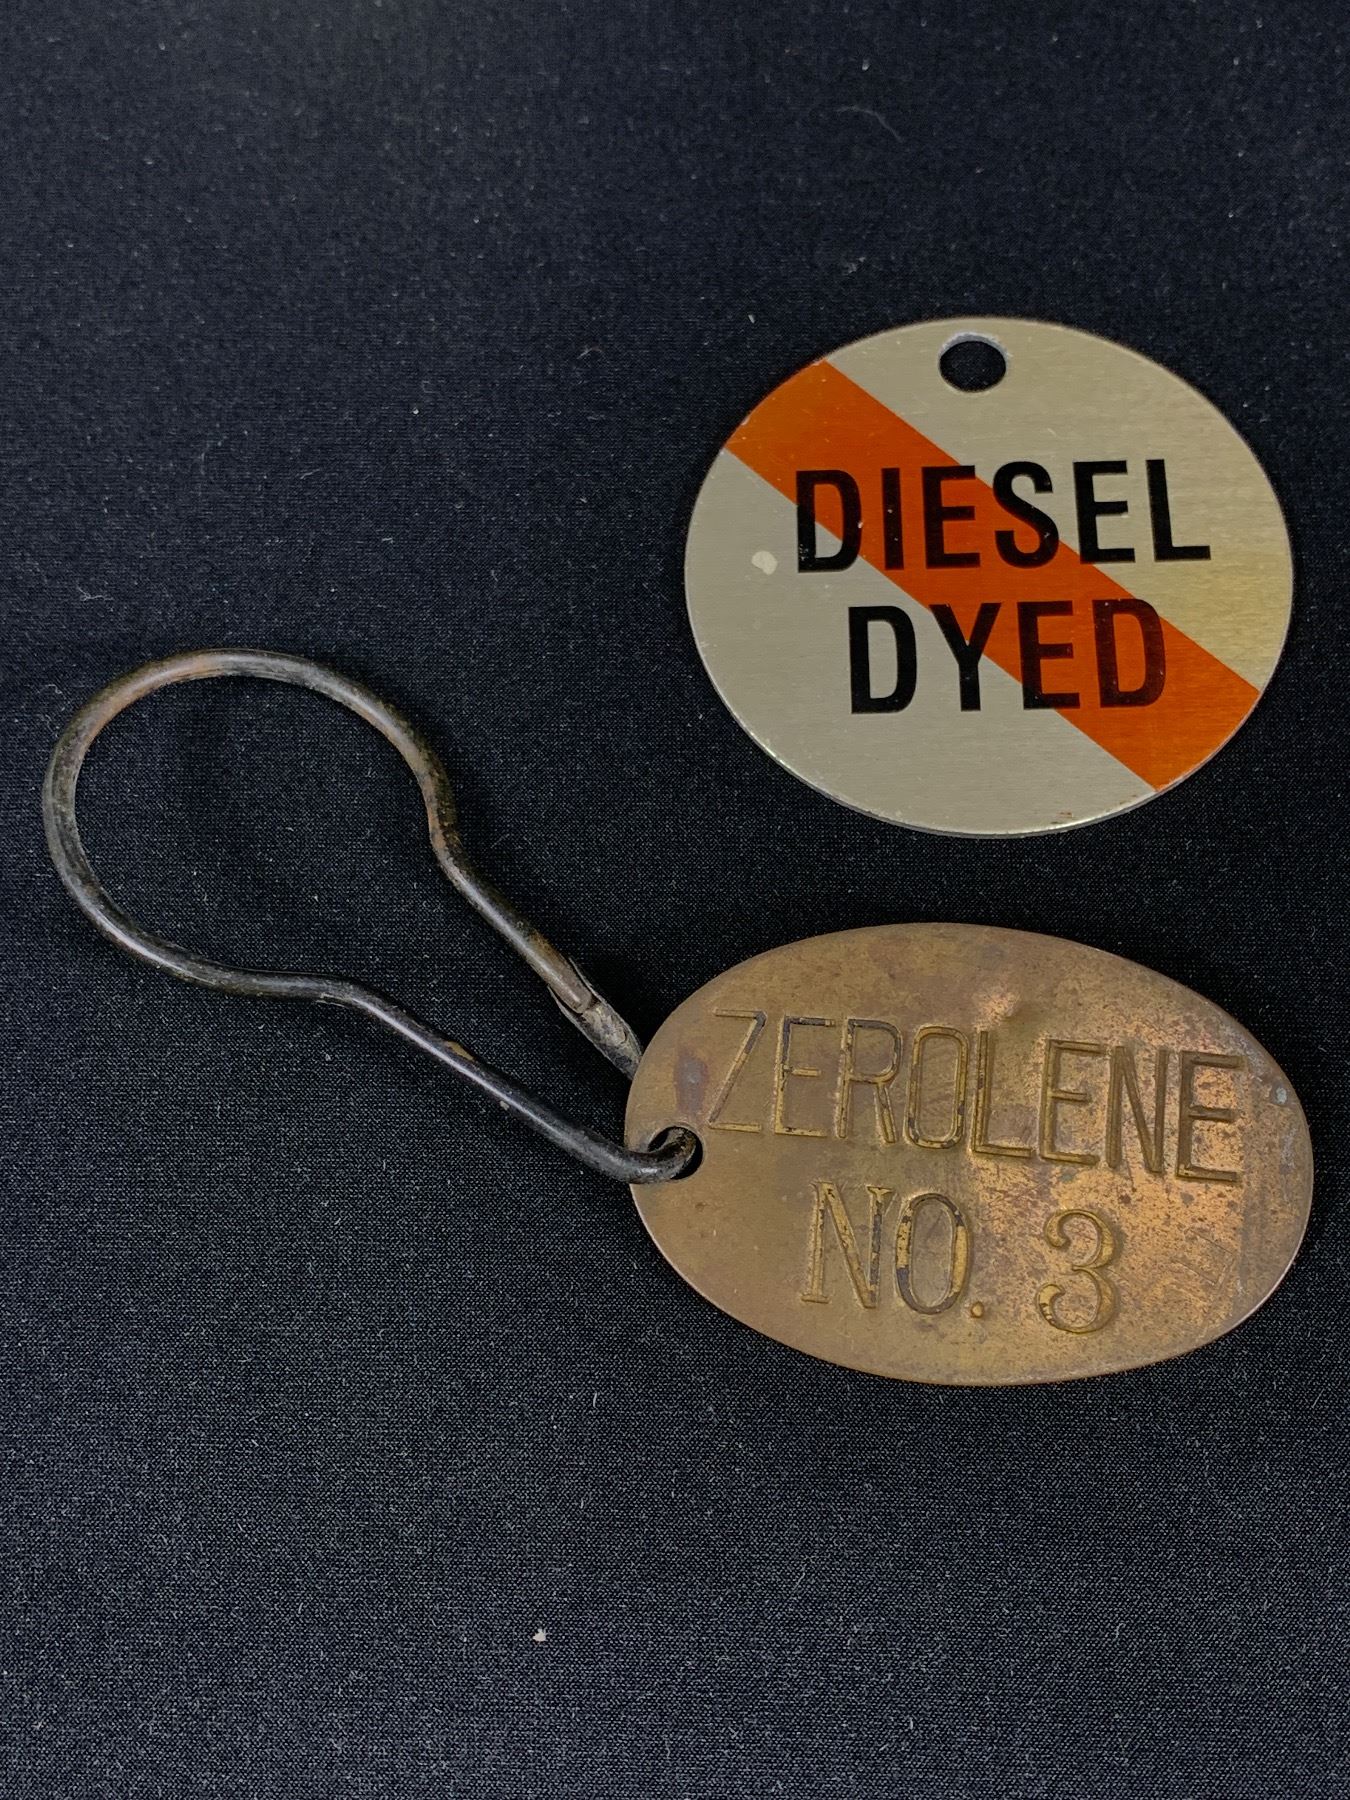 DIESEL
DYED
ZEROLENE
NO. 3